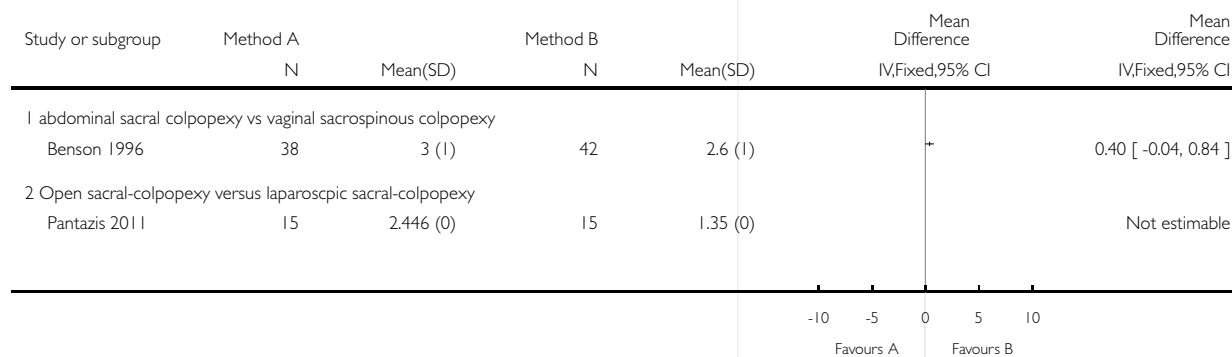 Mean Mean
Study or subgroup Method A Method B Difference Difference
N Mean(SD) N Mean(SD) IV,Fixed,95% CI IV,Fixed,95% CI
1 abdominal sacral colpopexy vs vaginal sacrospinous colpopexy
Benson 1996 38 3 (1) 42 2.6 (1) 0.40 [ -0.04, 0.84 ]
2 Open sacral-colpopexy versus laparoscpic sacral-colpopexy
Pantazis 2011 15 2.446 (0) 15 1.35 (0) Not estimable
-10 -5 0 5 10
Favours A Favours B